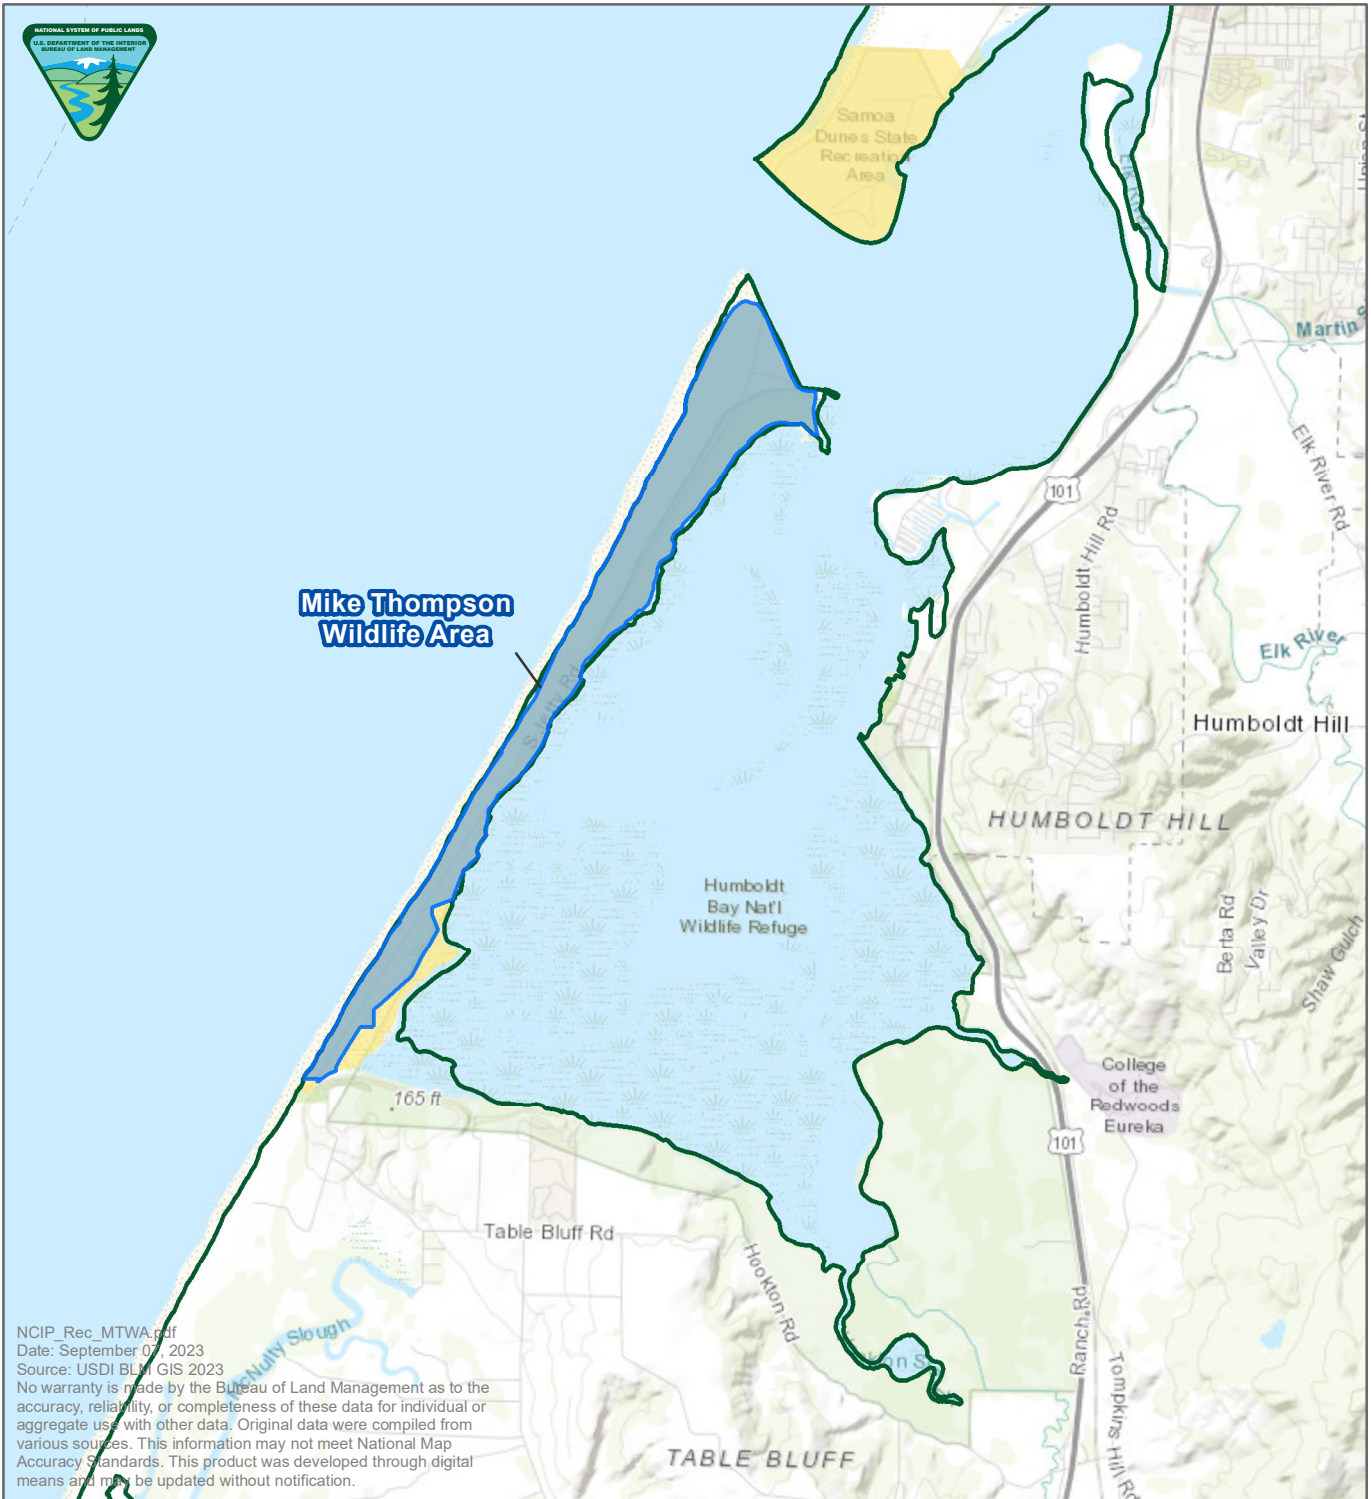 NATIONAL SYSTEM OF PUBLIC LANDS
U.S. DEPARTMENT OF THE INTERIOR
BUREAU OF LAND MANAGEMENT
Samoa
Dunes State
Recreation
Area
Elk River
Martin S
Elk River Rd
101
Humboldt Hill Rd
Mike Thompson
Wildlife Area
Elk River
S Jetty Rd
Humboldt Hill
HUMBOLDT HILL
Humboldt
Bay Nat'l
Wildlife Refuge
Berta Rd
Valley Dr
Shaw Gulch
College
of the
Redwoods
Eureka
165 ft
101
Table Bluff Rd
Hookton Rd
McNulty Slough
Ranch Rd
Tompkins Hill Rd
TABLE BLUFF
NCIP_Rec_MTWA.pdf
Date: September 07, 2023
Source: USDI BLM GIS 2023
No warranty is made by the Bureau of Land Management as to the
accuracy, reliability, or completeness of these data for individual or
aggregate use with other data. Original data were compiled from
various sources. This information may not meet National Map
Accuracy Standards. This product was developed through digital
means and may be updated without notification.